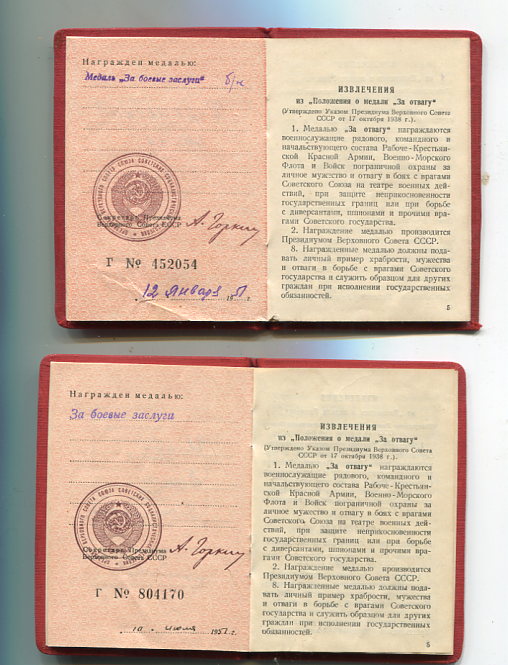 Награжден медалью:
Медаль „За боевые заслуги“ б/н
Секретарь Президиума
Верховного Совета СССР
А. Горкин
Г № 452054
12 января 1951
ИЗВЛЕЧЕНИЯ
из „Положения о медали „За отвагу“
(Утверждено Указом Президиума Верховного Совета
СССР от 17 октября 1938 г.).
1. Медалью „За отвагу“ награждаются
военнослужащие рядового, командного и
начальствующего состава Рабоче-Крестьян-
ской Красной Армии, Военно-Морского
Флота и Войск пограничной охраны за
личное мужество и отвагу в боях с врагами
Советского Союза на театре военных дей-
ствий, при защите неприкосновенности
государственных границ или при борьбе
с диверсантами, шпионами и прочими вра-
гами Советского государства.
2. Награждение медалью производится
Президиумом Верховного Совета СССР.
8. Награжденные медалью должны пода-
вать личный пример храбрости, мужества
и отваги в борьбе с врагами Советского
государства и служить образцом для других
граждан при исполнении государственных
обязанностей.
5
Награжден медалью:
За боевые заслуги
Секретарь Президиума
Верховного Совета СССР
А. Горкин
Г № 804170
10 июля 1952 г.
ИЗВЛЕЧЕНИЯ
из „Положения о медали „За отвагу“
(Утверждено Указом Президиума Верховного Совета
СССР от 17 октября 1938 г.).
1. Медалью „За отвагу“ награждаются
военнослужащие рядового, командного и
начальствующего состава Рабоче-Крестьян-
ской Красной Армии, Военно-Морского
Флота и Войск пограничной охраны за
личное мужество и отвагу в боях с врагами
Советского Союза на театре военных дей-
ствий, при защите неприкосновенности
государственных границ или при борьбе
с диверсантами, шпионами и прочими вра-
гами Советского государства.
2. Награждение медалью производится
Президиумом Верховного Совета СССР.
8. Награжденные медалью должны пода-
вать личный пример храбрости, мужества
и отваги в борьбе с врагами Советского
государства и служить образцом для других
граждан при исполнении государственных
обязанностей.
5